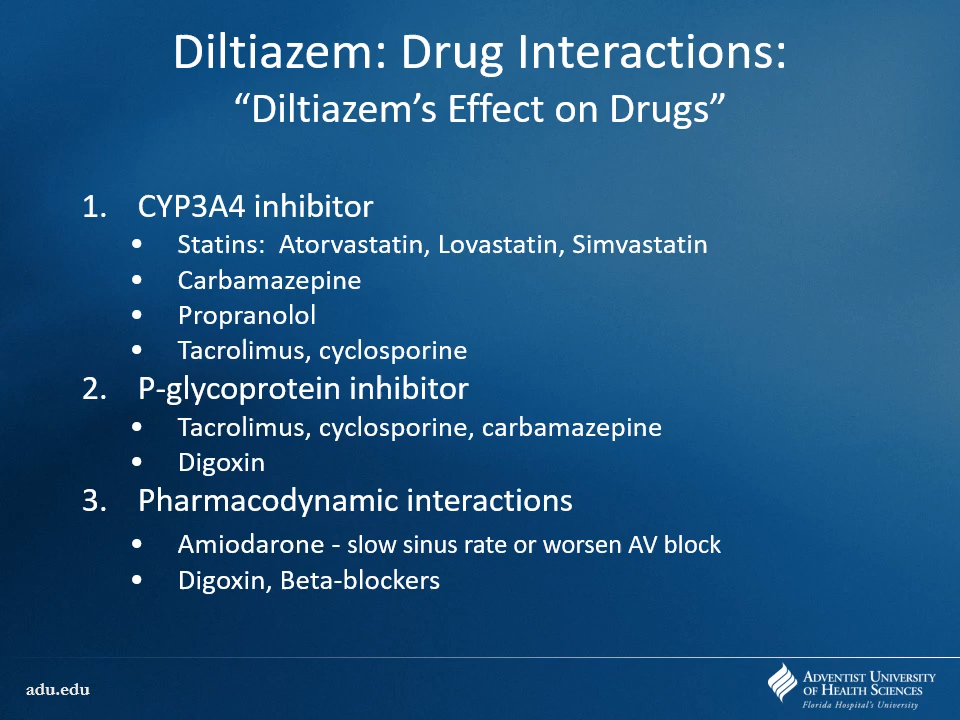 Diltiazem: Drug Interactions:
“Diltiazem’s Effect on Drugs”
1. CYP3A4 inhibitor
• Statins: Atorvastatin, Lovastatin, Simvastatin
• Carbamazepine
• Propranolol
• Tacrolimus, cyclosporine
2. P-glycoprotein inhibitor
• Tacrolimus, cyclosporine, carbamazepine
• Digoxin
3. Pharmacodynamic interactions
• Amiodarone - slow sinus rate or worsen AV block
• Digoxin, Beta-blockers
adu.edu
Adventist University
of Health Sciences
Florida Hospital's University